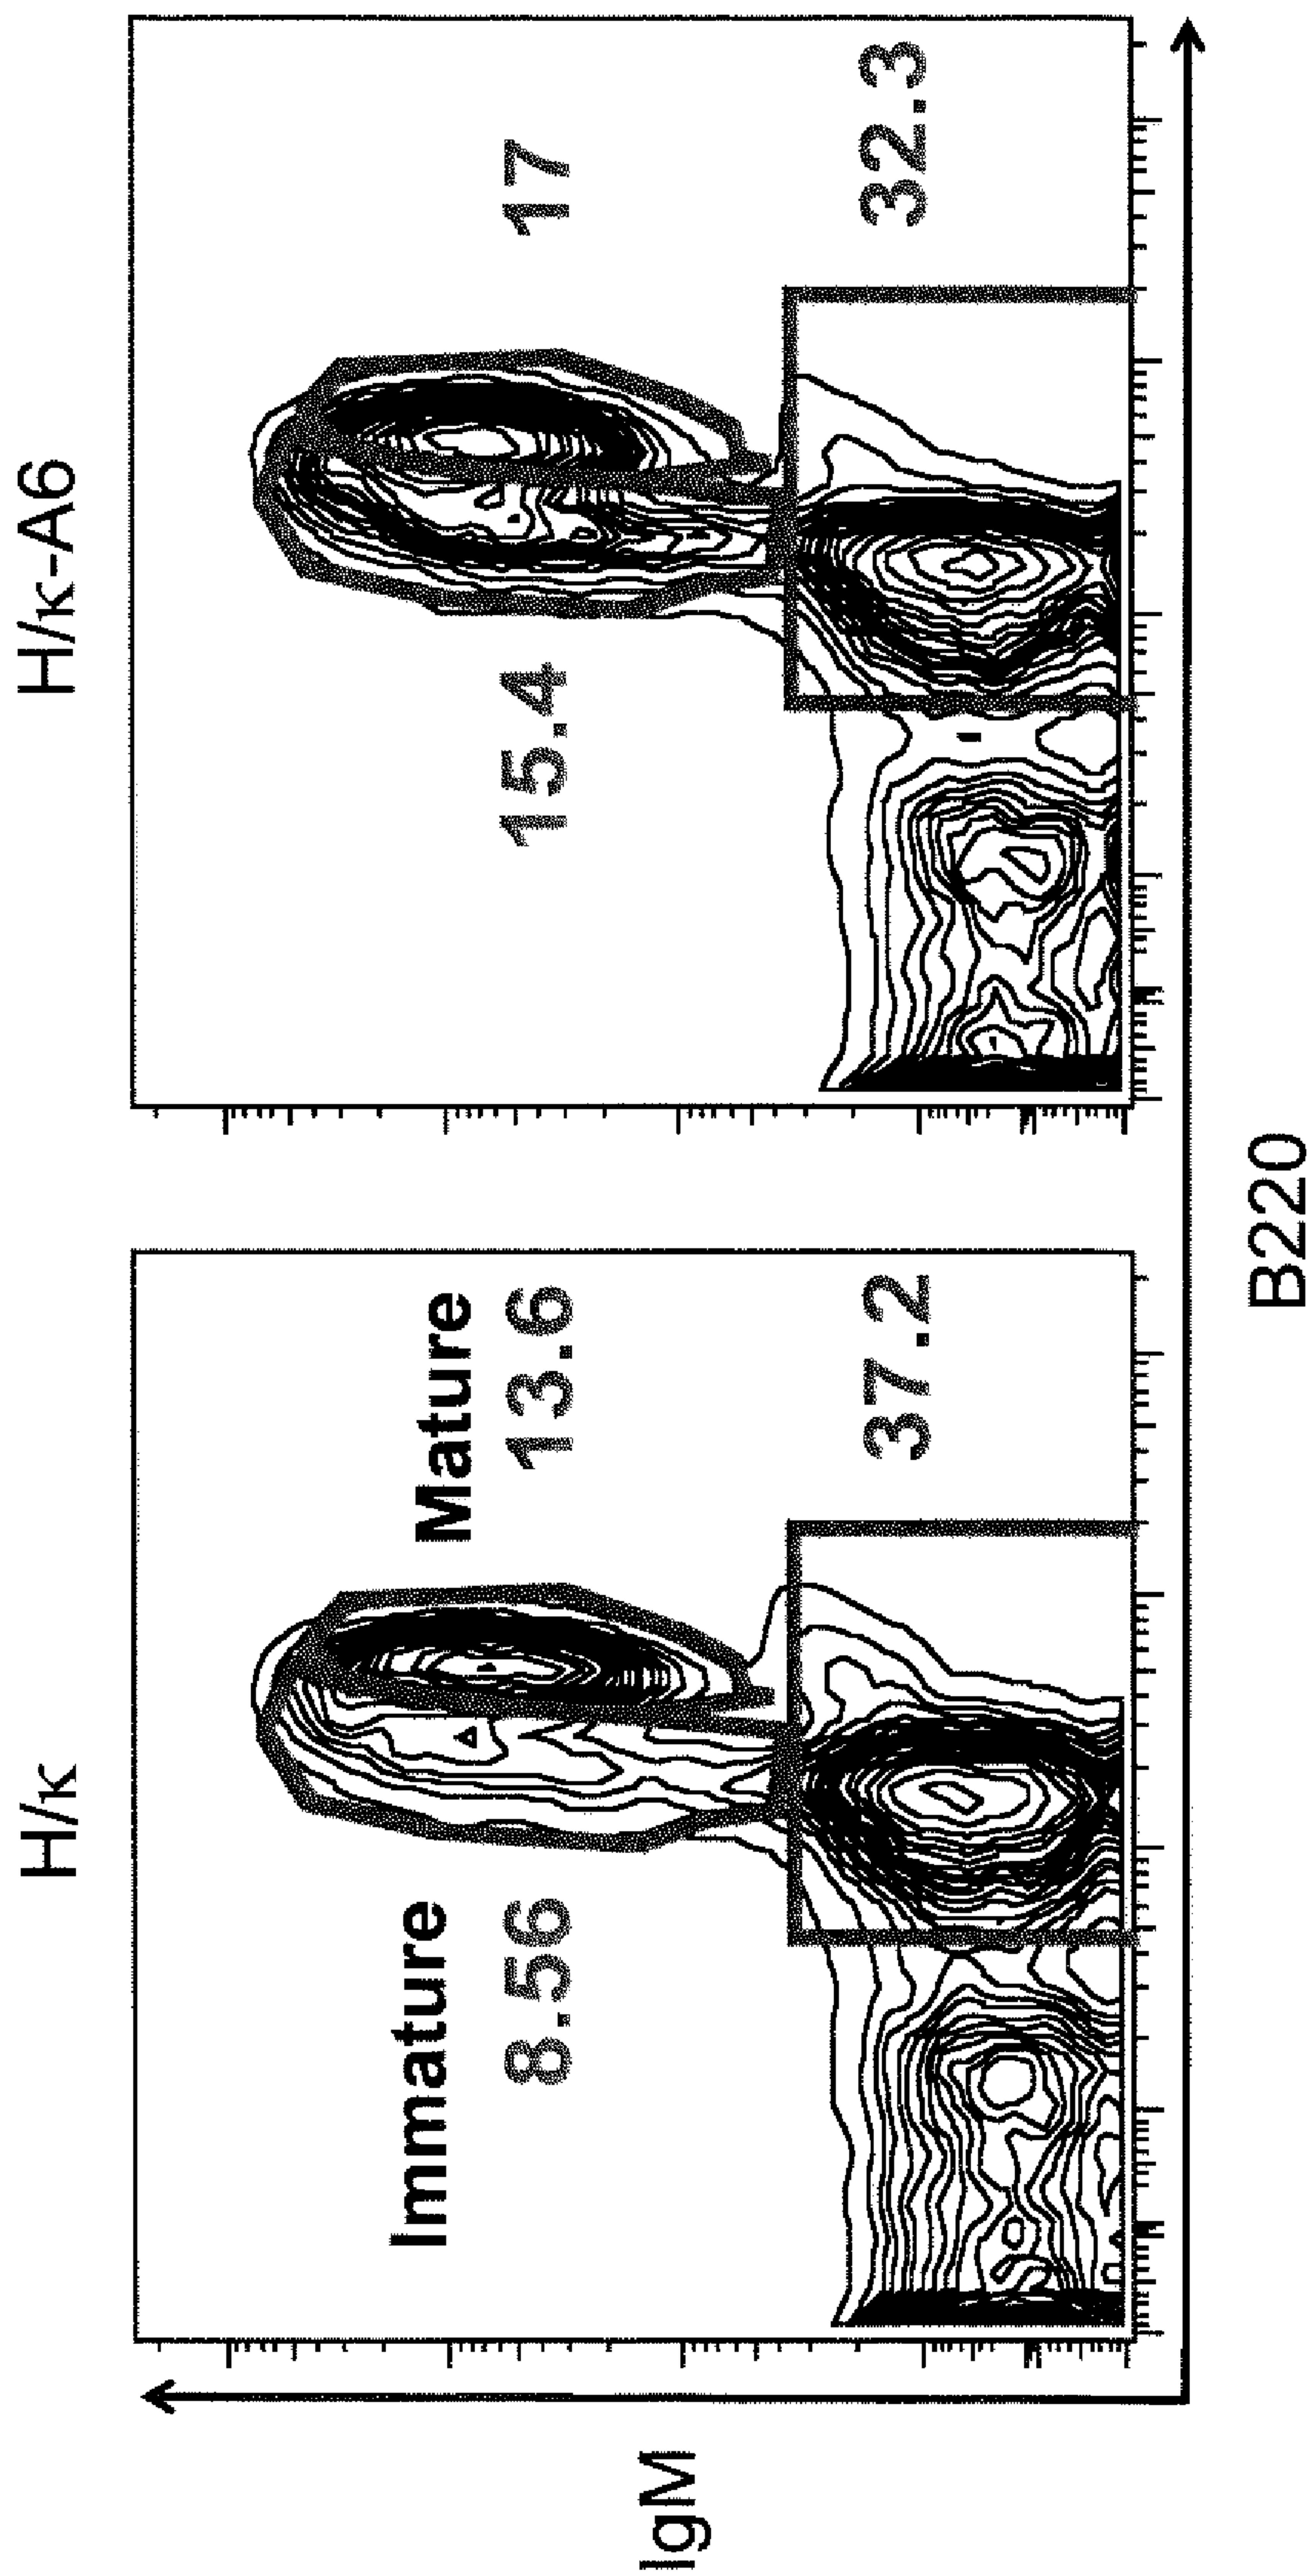 H/κ
H/κ-A6
Immature
8.56
Mature
13.6
37.2
15.4
17
32.3
IgM
B220